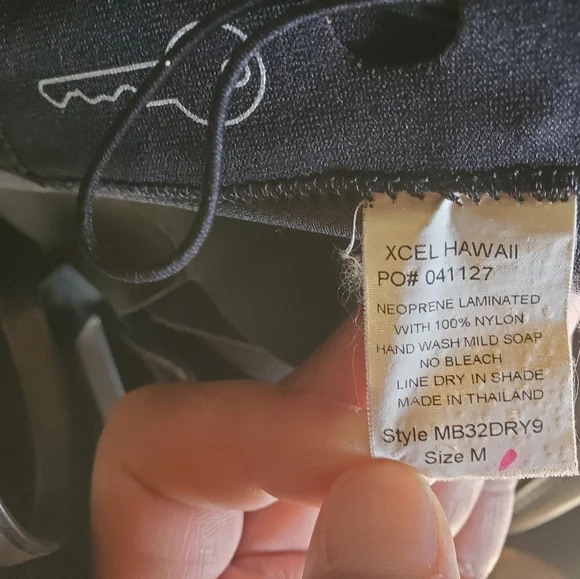 XCEL HAWAII
PO# 041127
NEOPRENE LAMINATED
WITH 100% NYLON
HAND WASH MILD SOAP
NO BLEACH
LINE DRY IN SHADE
MADE IN THAILAND
Style MB32DRY9
Size M